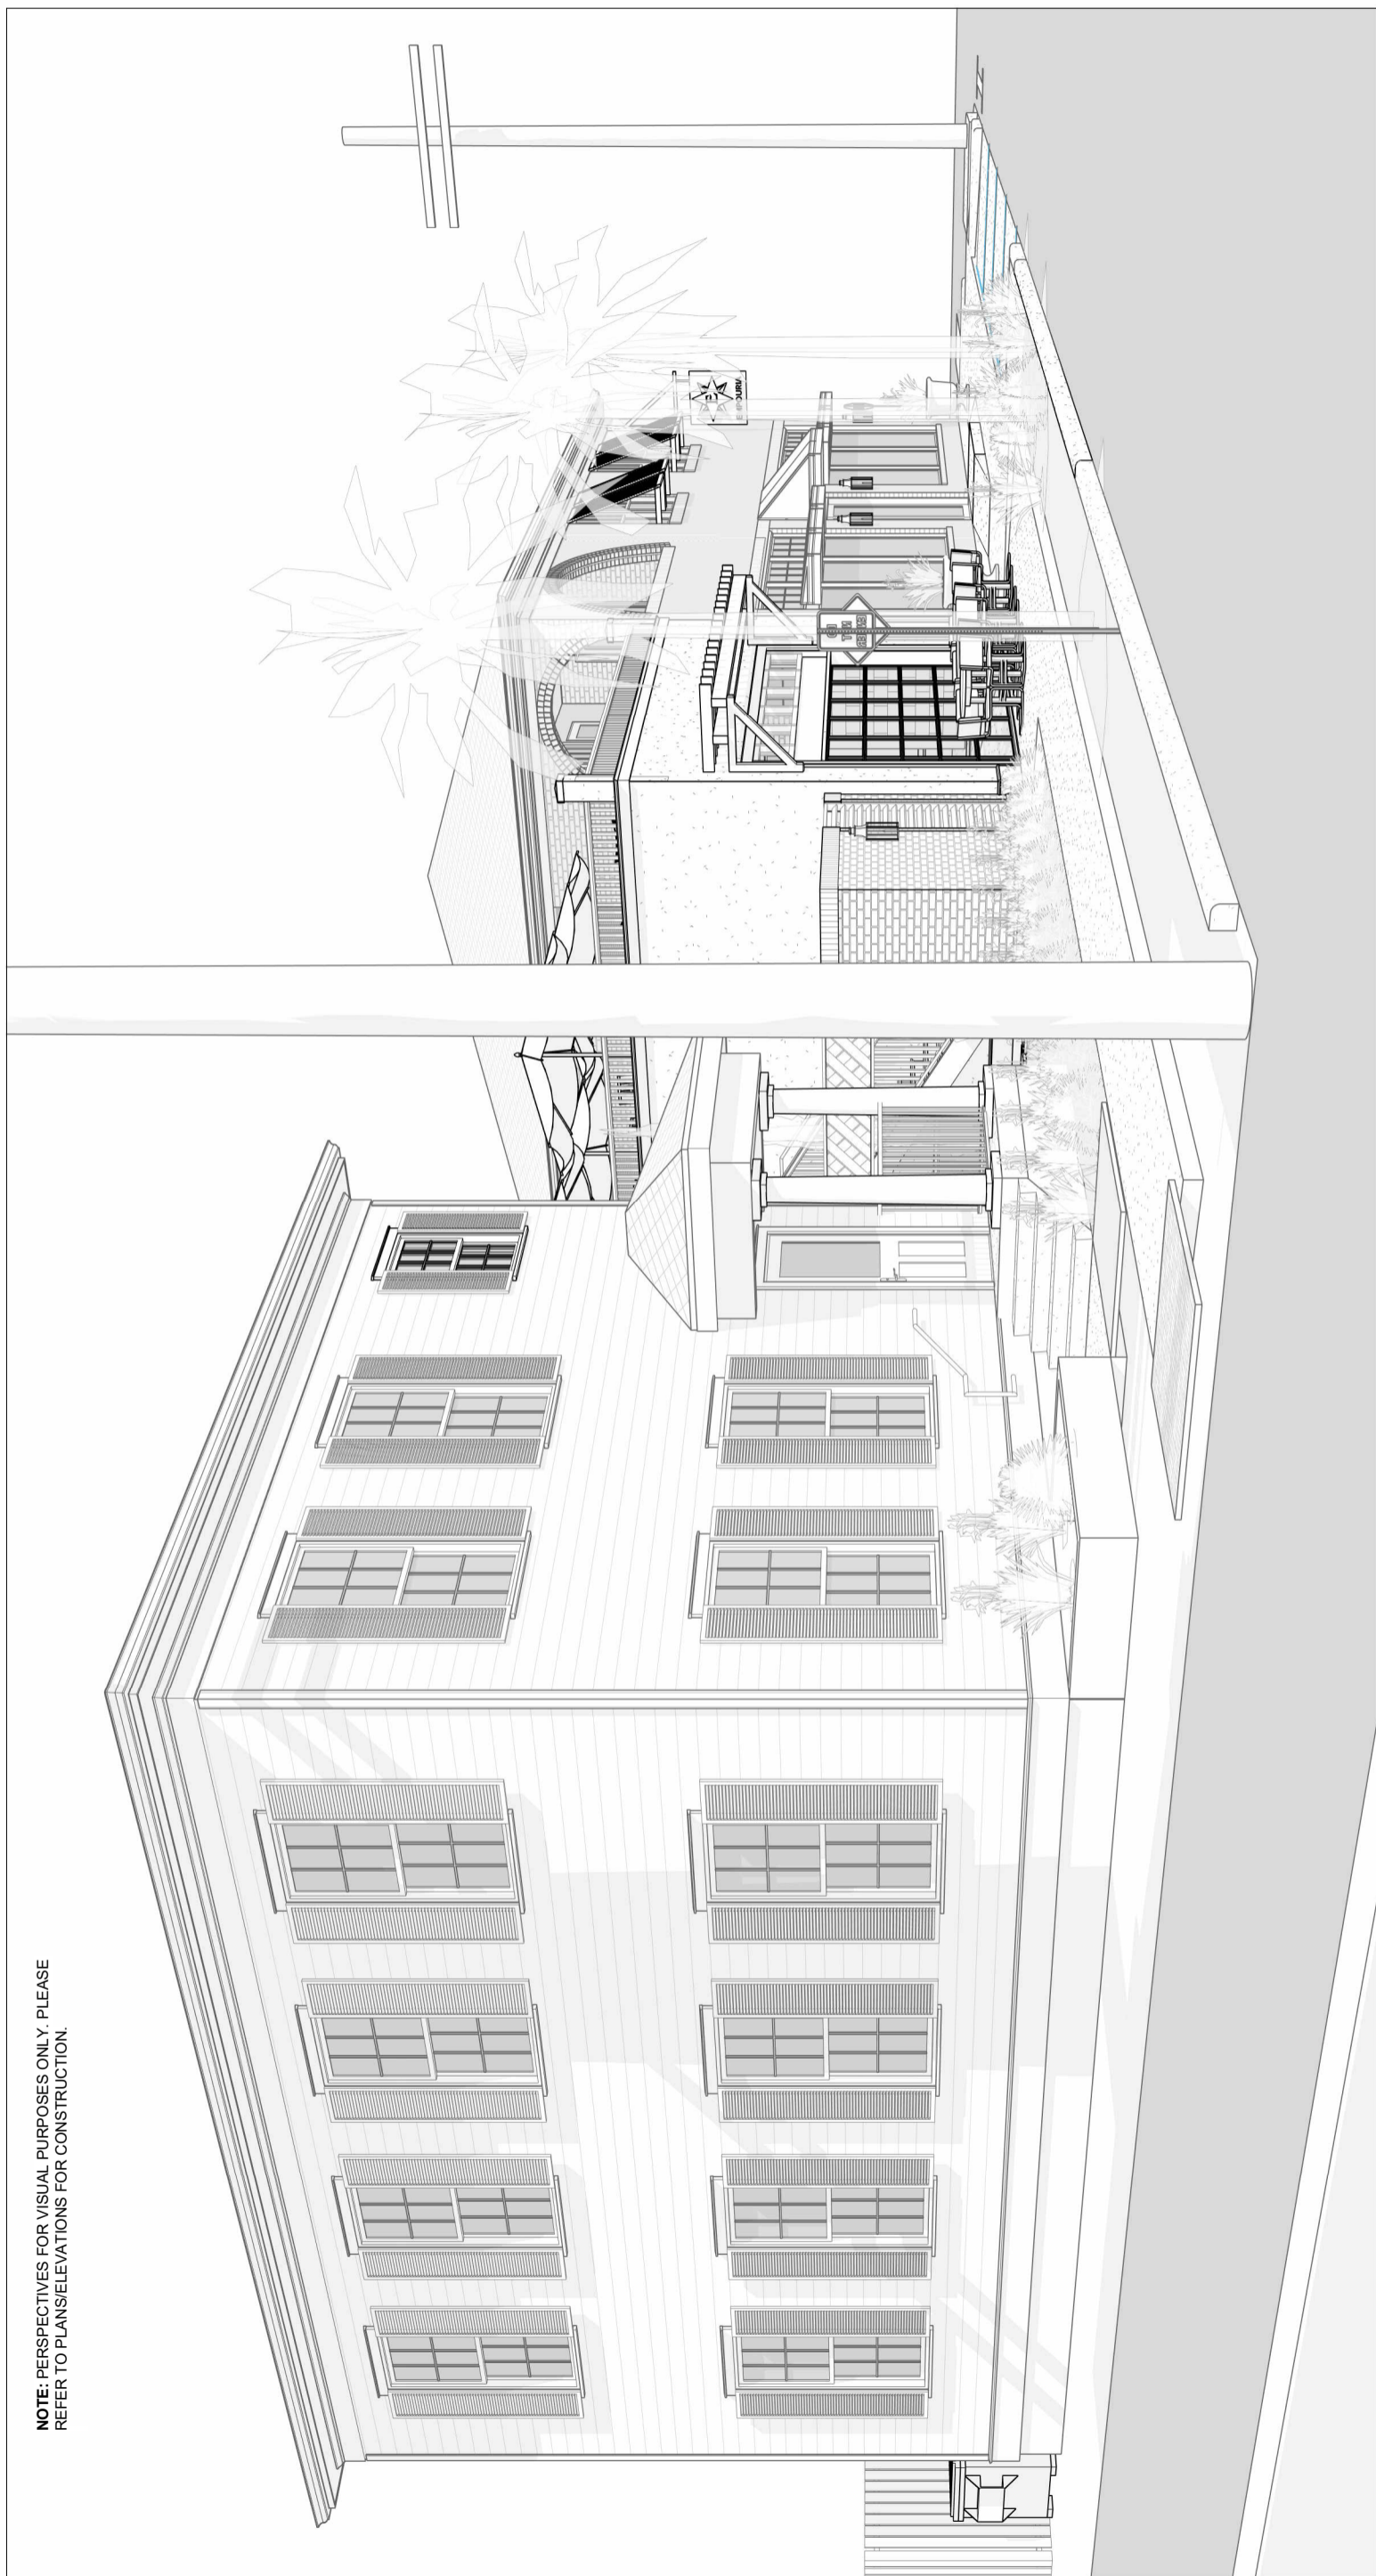 NOTE: PERSPECTIVES FOR VISUAL PURPOSES ONLY. PLEASE
REFER TO PLANS/ELEVATIONS FOR CONSTRUCTION.